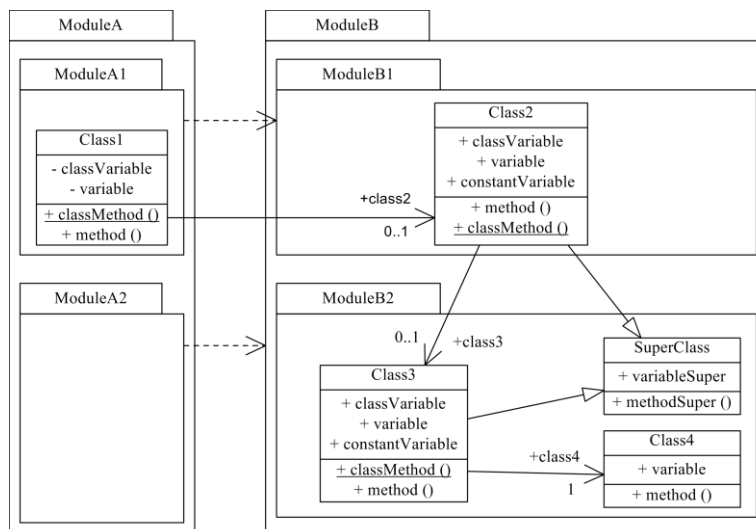 ModuleA
ModuleB
ModuleA1
ModuleB1
Class1
- classVariable
- variable
+ classMethod ()
+ method ()
+class2
0..1
Class2
+ classVariable
+ variable
+ constantVariable
+ method ()
+ classMethod ()
ModuleA2
ModuleB2
0..1
+class3
Class3
+ classVariable
+ variable
+ constantVariable
+ classMethod ()
+ method ()
SuperClass
+ variableSuper
+ methodSuper ()
+class4
1
Class4
+ variable
+ method ()